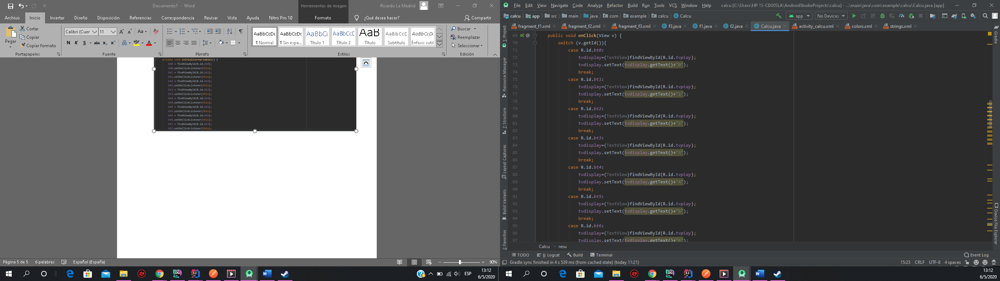 Documento1 - Word
Herramientas de imagen
Ricardo La Madrid
Archivo Inicio Insertar Diseño Disposición Referencias Correspondencia Revisar Vista Ayuda Nitro Pro 10 Formato ¿Qué desea hacer? Compartir
Pegar
Cortar
Copiar
Copiar formato
Portapapeles
Calibri (Cuer 11
N K S abc x₂ x²
Fuente
Párrafo
AaBbCcDc AaBbCcDc AaBbCc AaBbCcD AaB AaBbCcD AaBbCcDc
¶ Normal ¶ Sin espa... Título 1 Título 2 Título Subtítulo Énfasis sutil
Estilos
Buscar
Reemplazar
Seleccionar
Edición
private void initializerVariables() {
bt0 = findViewById(R.id.bt0);
bt0.setOnClickListener(this);
bt1 = findViewById(R.id.bt1);
bt1.setOnClickListener(this);
bt2 = findViewById(R.id.bt2);
bt2.setOnClickListener(this);
bt3 = findViewById(R.id.bt3);
bt3.setOnClickListener(this);
bt4 = findViewById(R.id.bt4);
bt4.setOnClickListener(this);
bt5 = findViewById(R.id.bt5);
bt5.setOnClickListener(this);
bt6 = findViewById(R.id.bt6);
bt6.setOnClickListener(this);
bt7 = findViewById(R.id.bt7);
bt7.setOnClickListener(this);
Página 5 de 5 6 palabras Español (España) 90%
ESP 13:12
6/5/2020
File Edit View Navigate Code Analyze Refactor Build Run Tools VCS Window Help calcu [C:\Users\HP 15-CD005LA\AndroidStudioProjects\calcu] - ...\main\java\com\example\calcu\Calcu.java [app]
calcu app src main java com example calcu Calcu app No Devices
fragment_f1.xml fragment_f2.xml fragment_f3.xml f3.java f1.java f2.java Calcu.java activity_calcu.xml colors.xml strings.xml
1: Project
Resource Manager
7: Structure
Layout Captures
Build Variants
2: Favorites
69 public void onClick(View v) {
70 switch (v.getId()){
71 case R.id.bt0:
72 tvdisplay=(TextView)findViewById(R.id.tvplay);
73 tvdisplay.setText(tvdisplay.getText()+"0");
74 break;
75 case R.id.bt1:
76 tvdisplay=(TextView)findViewById(R.id.tvplay);
77 tvdisplay.setText(tvdisplay.getText()+"1");
78 break;
79 case R.id.bt2:
80 tvdisplay=(TextView)findViewById(R.id.tvplay);
81 tvdisplay.setText(tvdisplay.getText()+"2");
82 break;
83 case R.id.bt3:
84 tvdisplay=(TextView)findViewById(R.id.tvplay);
85 tvdisplay.setText(tvdisplay.getText()+"3");
86 break;
87 case R.id.bt4:
88 tvdisplay=(TextView)findViewById(R.id.tvplay);
89 tvdisplay.setText(tvdisplay.getText()+"4");
90 break;
91 case R.id.bt5:
92 tvdisplay=(TextView)findViewById(R.id.tvplay);
93 tvdisplay.setText(tvdisplay.getText()+"5");
94 break;
95 case R.id.bt6:
96 tvdisplay=(TextView)findViewById(R.id.tvplay);
97 tvdisplay.setText(tvdisplay.getText()+"6");
Gradle
Device File Explorer
Calcu resu
TODO 6: Logcat Build Terminal Event Log
Gradle sync finished in 4 s 539 ms (from cached state) (today 11:21) 15:23 CRLF UTF-8 4 spaces
13:12
6/5/2020